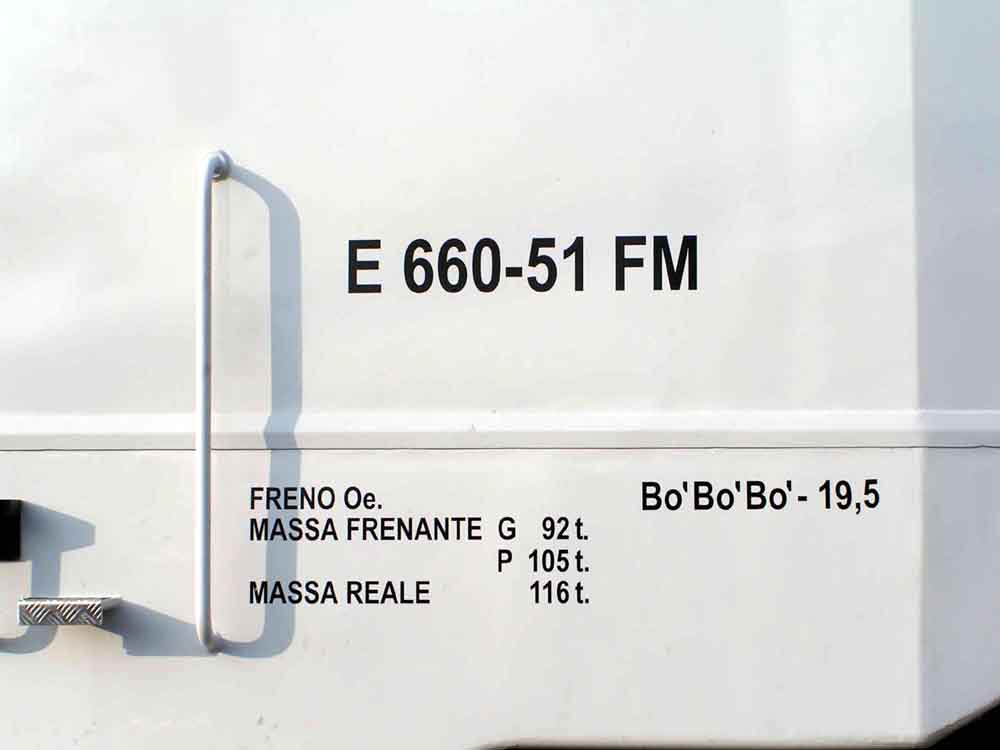 E 660-51 FM
FRENO Oe.
MASSA FRENANTE G 92 t.
P 105 t.
MASSA REALE 116 t.
Bo'Bo'Bo' - 19,5